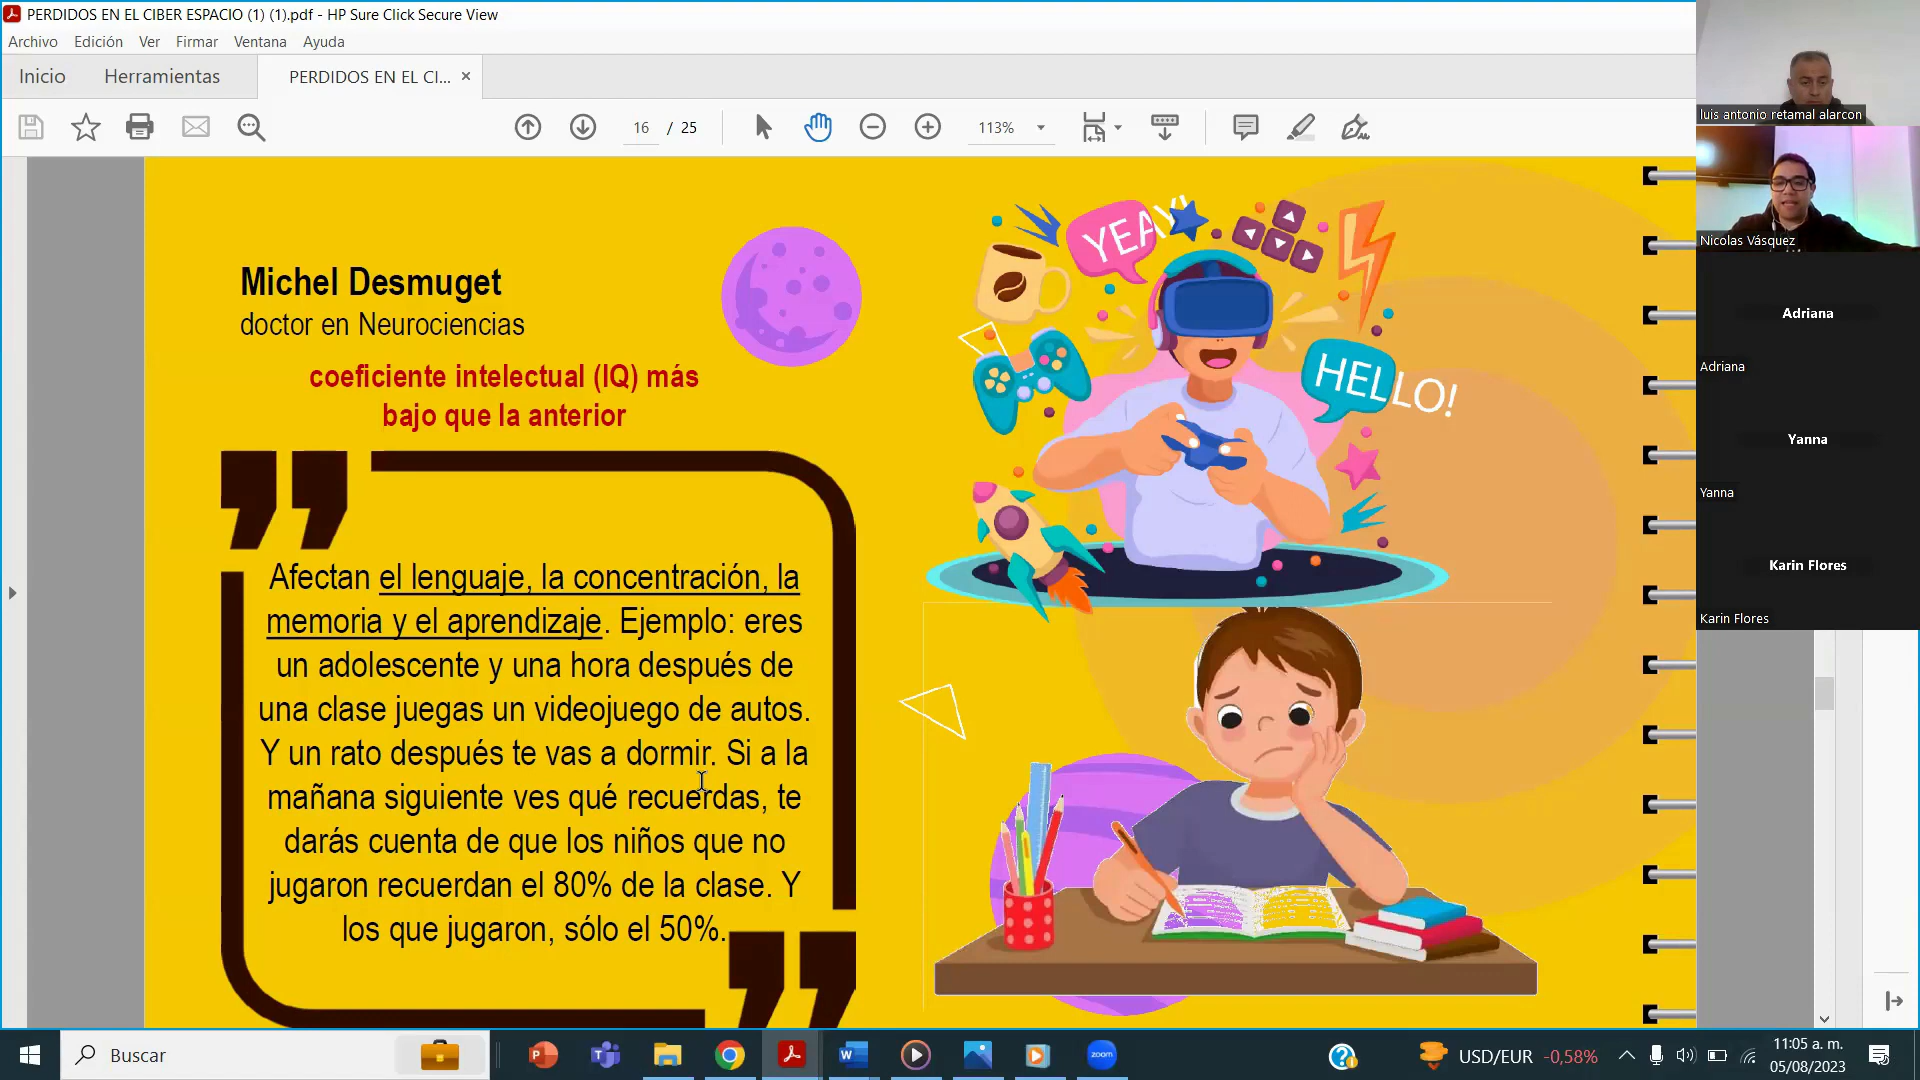 PERDIDOS EN EL CIBER ESPACIO (1) (1).pdf - HP Sure Click Secure View
Archivo Edición Ver Firmar Ventana Ayuda
Inicio Herramientas PERDIDOS EN EL CI... ×
16 / 25 113%
Michel Desmuget
doctor en Neurociencias
coeficiente intelectual (IQ) más
bajo que la anterior
Afectan el lenguaje, la concentración, la
memoria y el aprendizaje. Ejemplo: eres
un adolescente y una hora después de
una clase juegas un videojuego de autos.
Y un rato después te vas a dormir. Si a la
mañana siguiente ves qué recuerdas, te
darás cuenta de que los niños que no
jugaron recuerdan el 80% de la clase. Y
los que jugaron, sólo el 50%.
YEAY!
HELLO!
luis antonio retamal alarcon
Nicolas Vásquez
Adriana
Adriana
Yanna
Yanna
Karin Flores
Karin Flores
Buscar
zoom
USD/EUR -0,58%
11:05 a. m.
05/08/2023